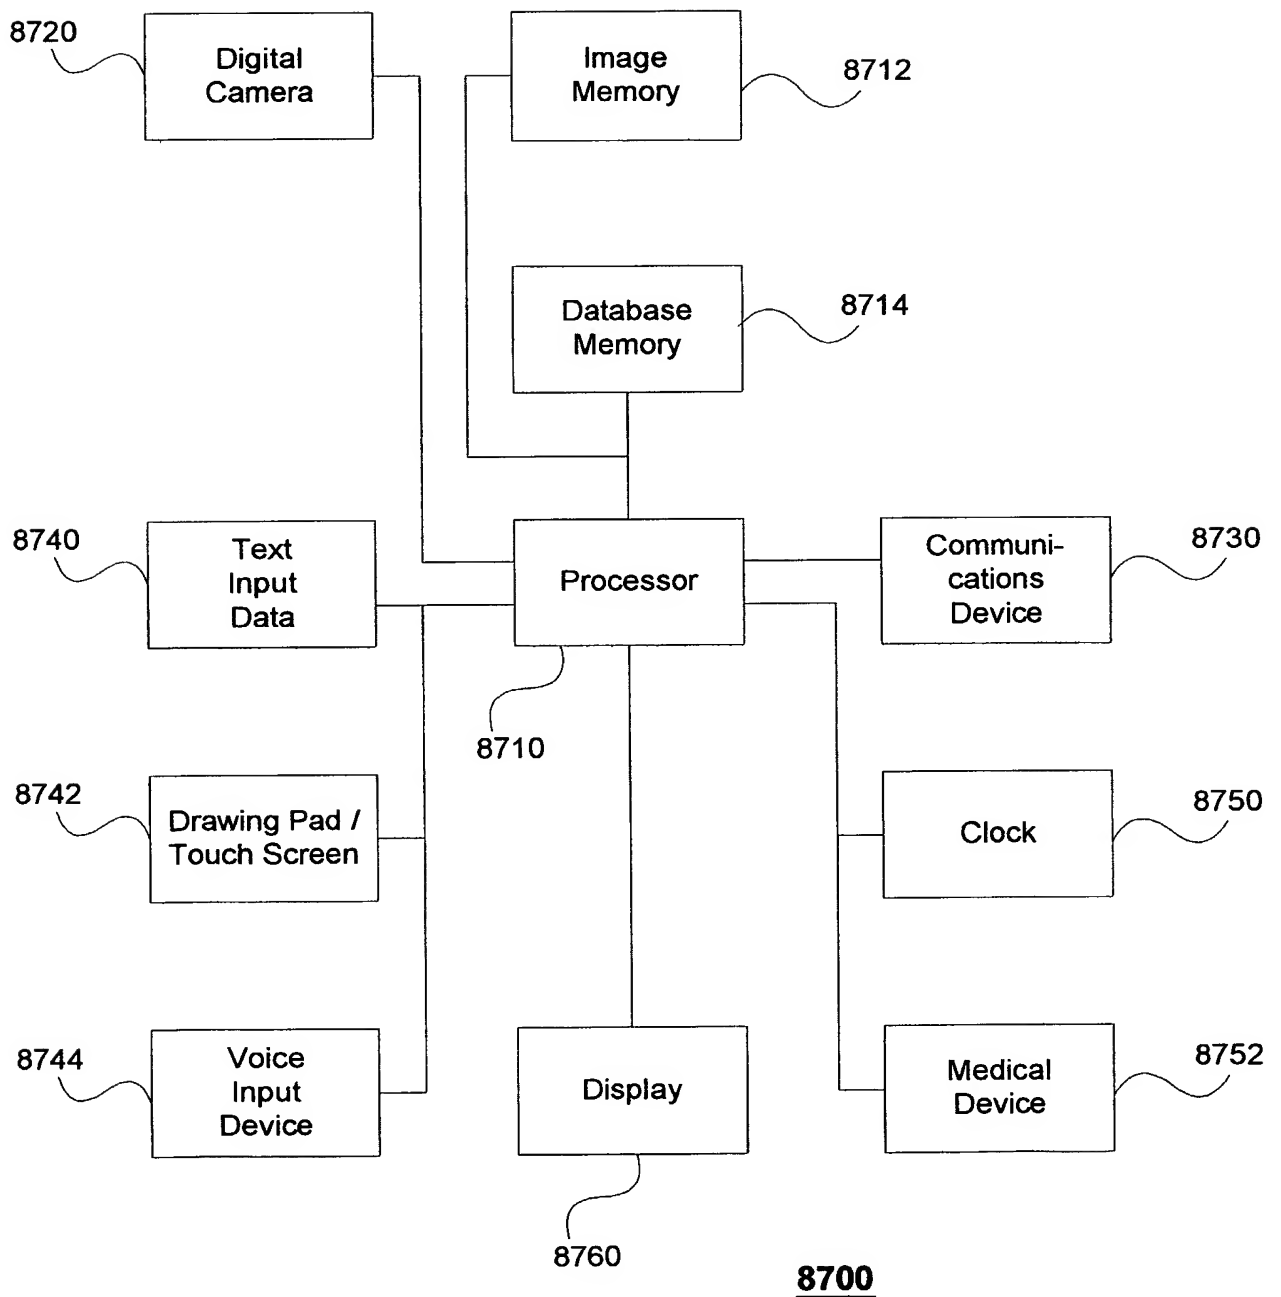 8720
Digital
Camera
Image
Memory
8712
Database
Memory
8714
8740
Text
Input
Data
Processor
8710
Communi-
cations
Device
8730
8742
Drawing Pad /
Touch Screen
Clock
8750
8744
Voice
Input
Device
Display
8760
Medical
Device
8752
8700